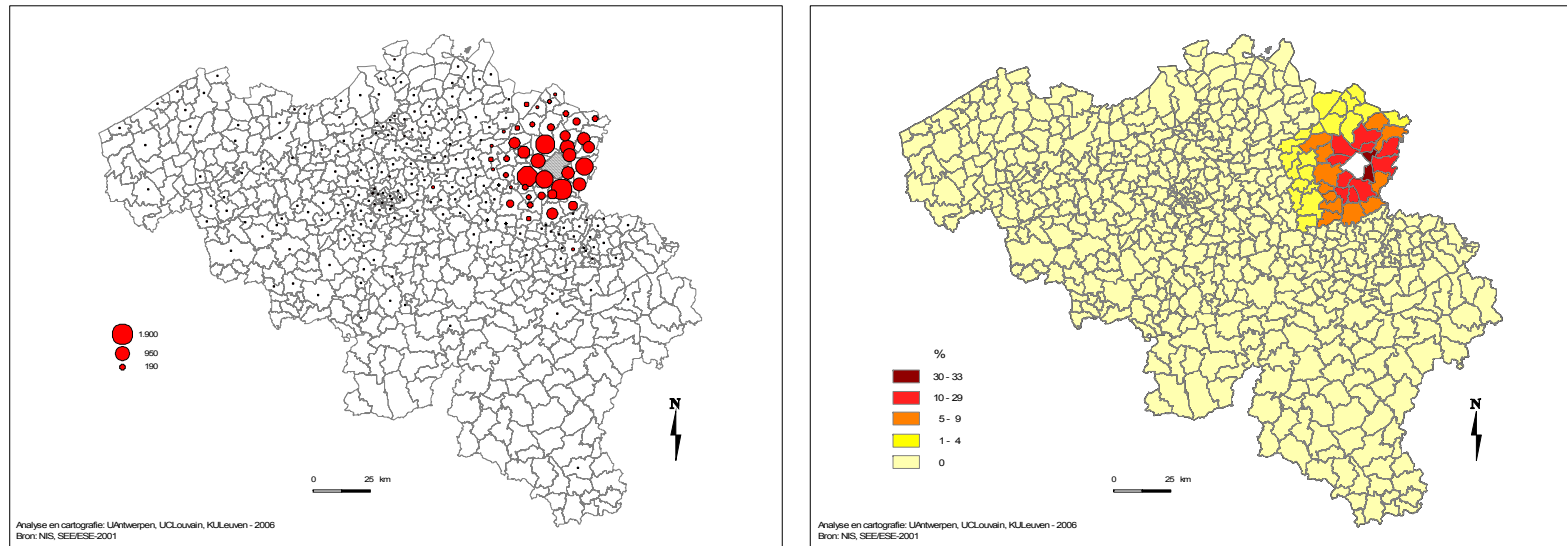 1.900
950
190
N
0 25 km
Analyse en cartografie: UAntwerpen, UCLouvain, KULeuven - 2006
Bron: NIS, SEE/ESE-2001
%
30 - 33
10 - 29
5 - 9
1 - 4
0
N
0 25 km
Analyse en cartografie: UAntwerpen, UCLouvain, KULeuven - 2006
Bron: NIS, SEE/ESE-2001